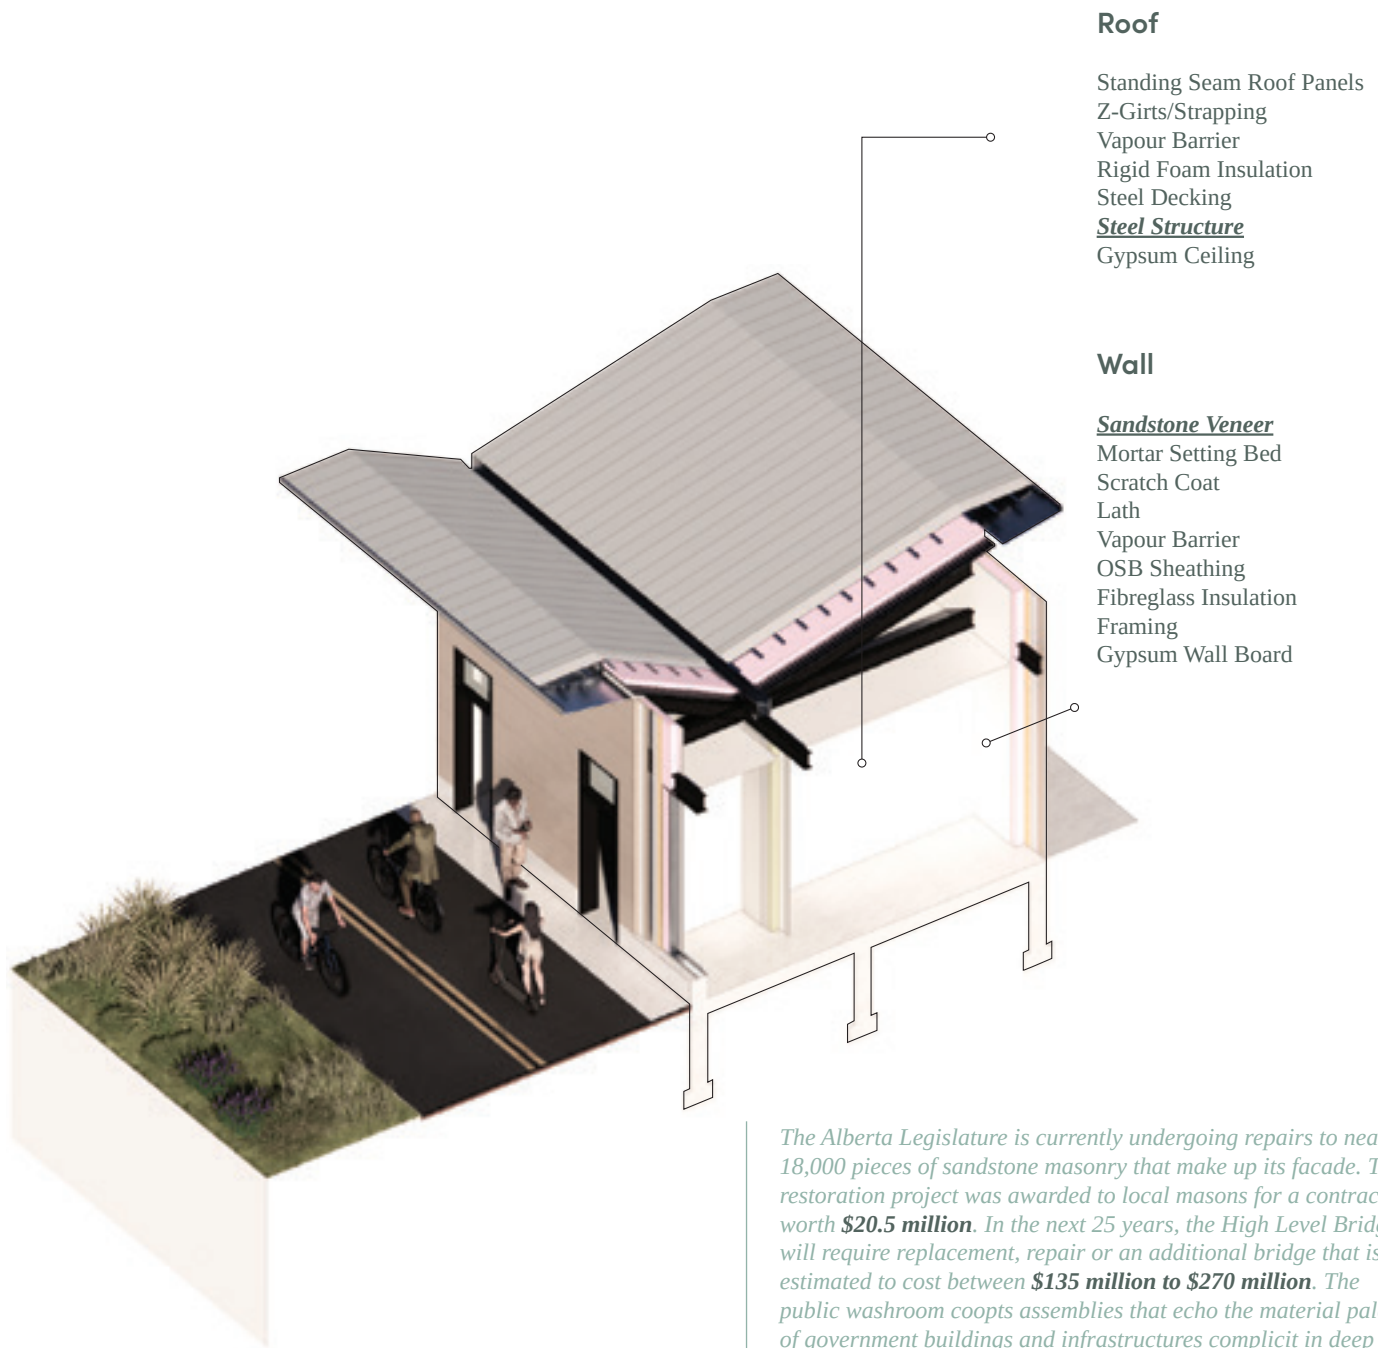 Roof
Standing Seam Roof Panels
Z-Girts/Strapping
Vapour Barrier
Rigid Foam Insulation
Steel Decking
Steel Structure
Gypsum Ceiling
Wall
Sandstone Veneer
Mortar Setting Bed
Scratch Coat
Lath
Vapour Barrier
OSB Sheathing
Fibreglass Insulation
Framing
Gypsum Wall Board
The Alberta Legislature is currently undergoing repairs to
18,000 pieces of sandstone masonry that make up its facade.
restoration project was awarded to local masons for a
worth $20.5 million. In the next 25 years, the High Level
will require replacement, repair or an additional bridge that is
estimated to cost between $135 million to $270 million. The
public washroom coopts assemblies that echo the material
of government buildings and infrastructures complicit in deep